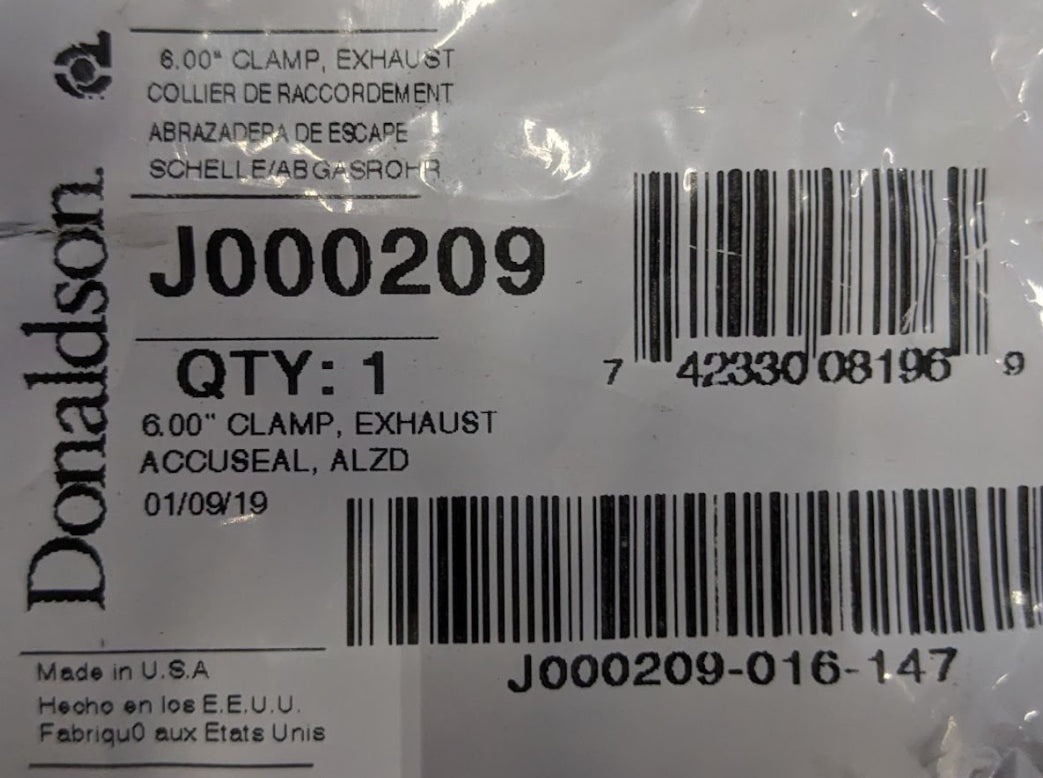 Donaldson.
6.00" CLAMP, EXHAUST
COLLIER DE RACCORDEMENT
ABRAZADERA DE ESCAPE
SCHELLE/ABGASROHR
J000209
QTY: 1
6.00" CLAMP, EXHAUST
ACCUSEAL, ALZD
01/09/19
7 42330 08196 9
J000209-016-147
Made in U.S.A
Hecho en los E.E.U.U.
Fabriqu0 aux Etats Unis